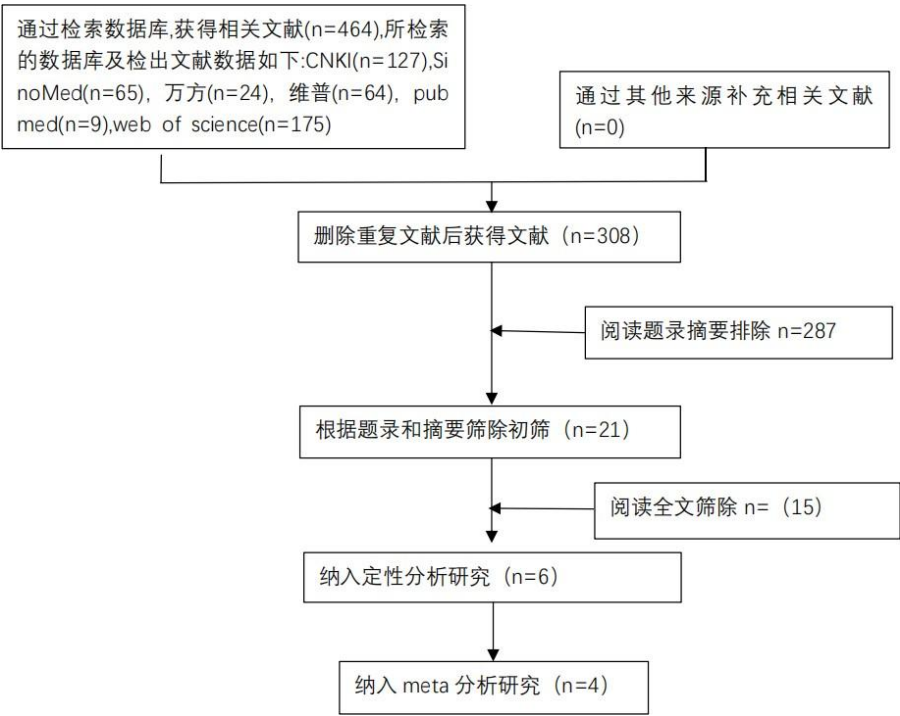 通过检索数据库,获得相关文献(n=464),所检索
的数据库及检出文献数据如下:CNKI(n=127),Si
noMed(n=65)，万方(n=24)，维普(n=64)，pub
med(n=9),web of science(n=175)
通过其他来源补充相关文献
(n=0)
删除重复文献后获得文献（n=308）
阅读题录摘要排除 n=287
根据题录和摘要筛除初筛（n=21）
阅读全文筛除 n=（15）
纳入定性分析研究（n=6）
纳入 meta 分析研究（n=4）